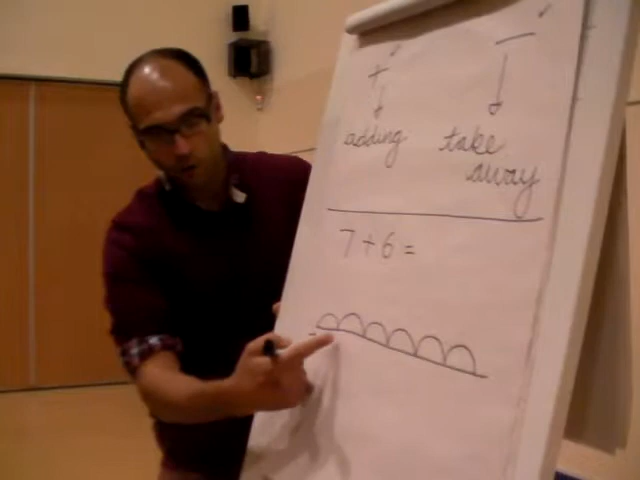 + —
adding take
away
7 + 6 =